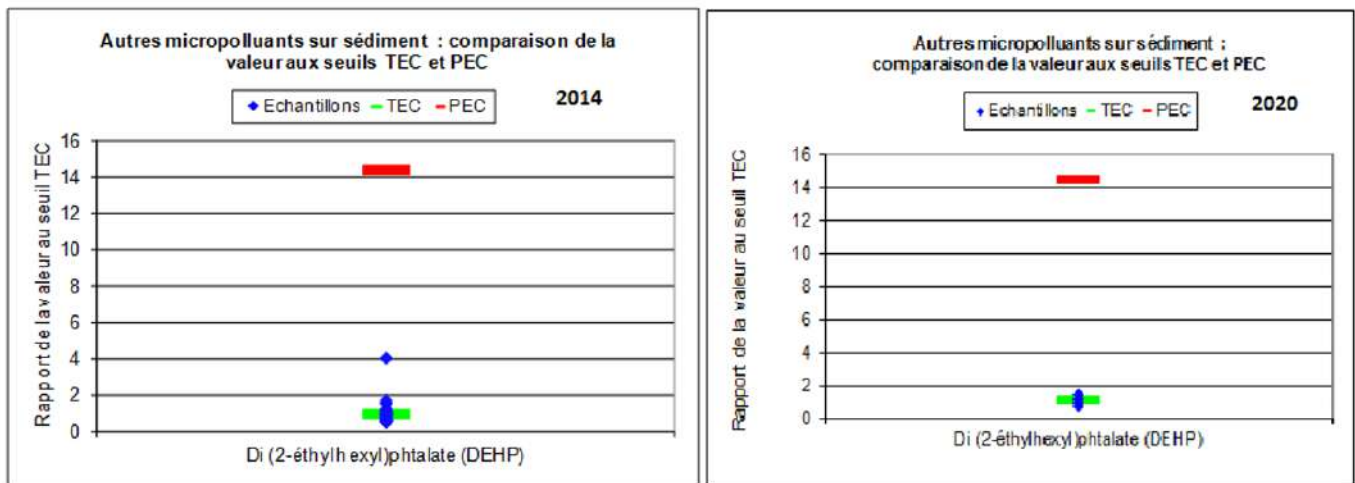 Autres micropolluants sur sédiment : comparaison de la
valeur aux seuils TEC et PEC
2014
Echantillons TEC PEC
Rapport de la valeur au seuil TEC
16
14
12
10
8
6
4
2
0
Di (2-éthylhexyl)phtalate (DEHP)
Autres micropolluants sur sédiment :
comparaison de la valeur aux seuils TEC et PEC
2020
Echantillons TEC PEC
Rapport de la valeur au seuil TEC
16
14
12
10
8
6
4
2
0
Di (2-éthylhexyl)phtalate (DEHP)